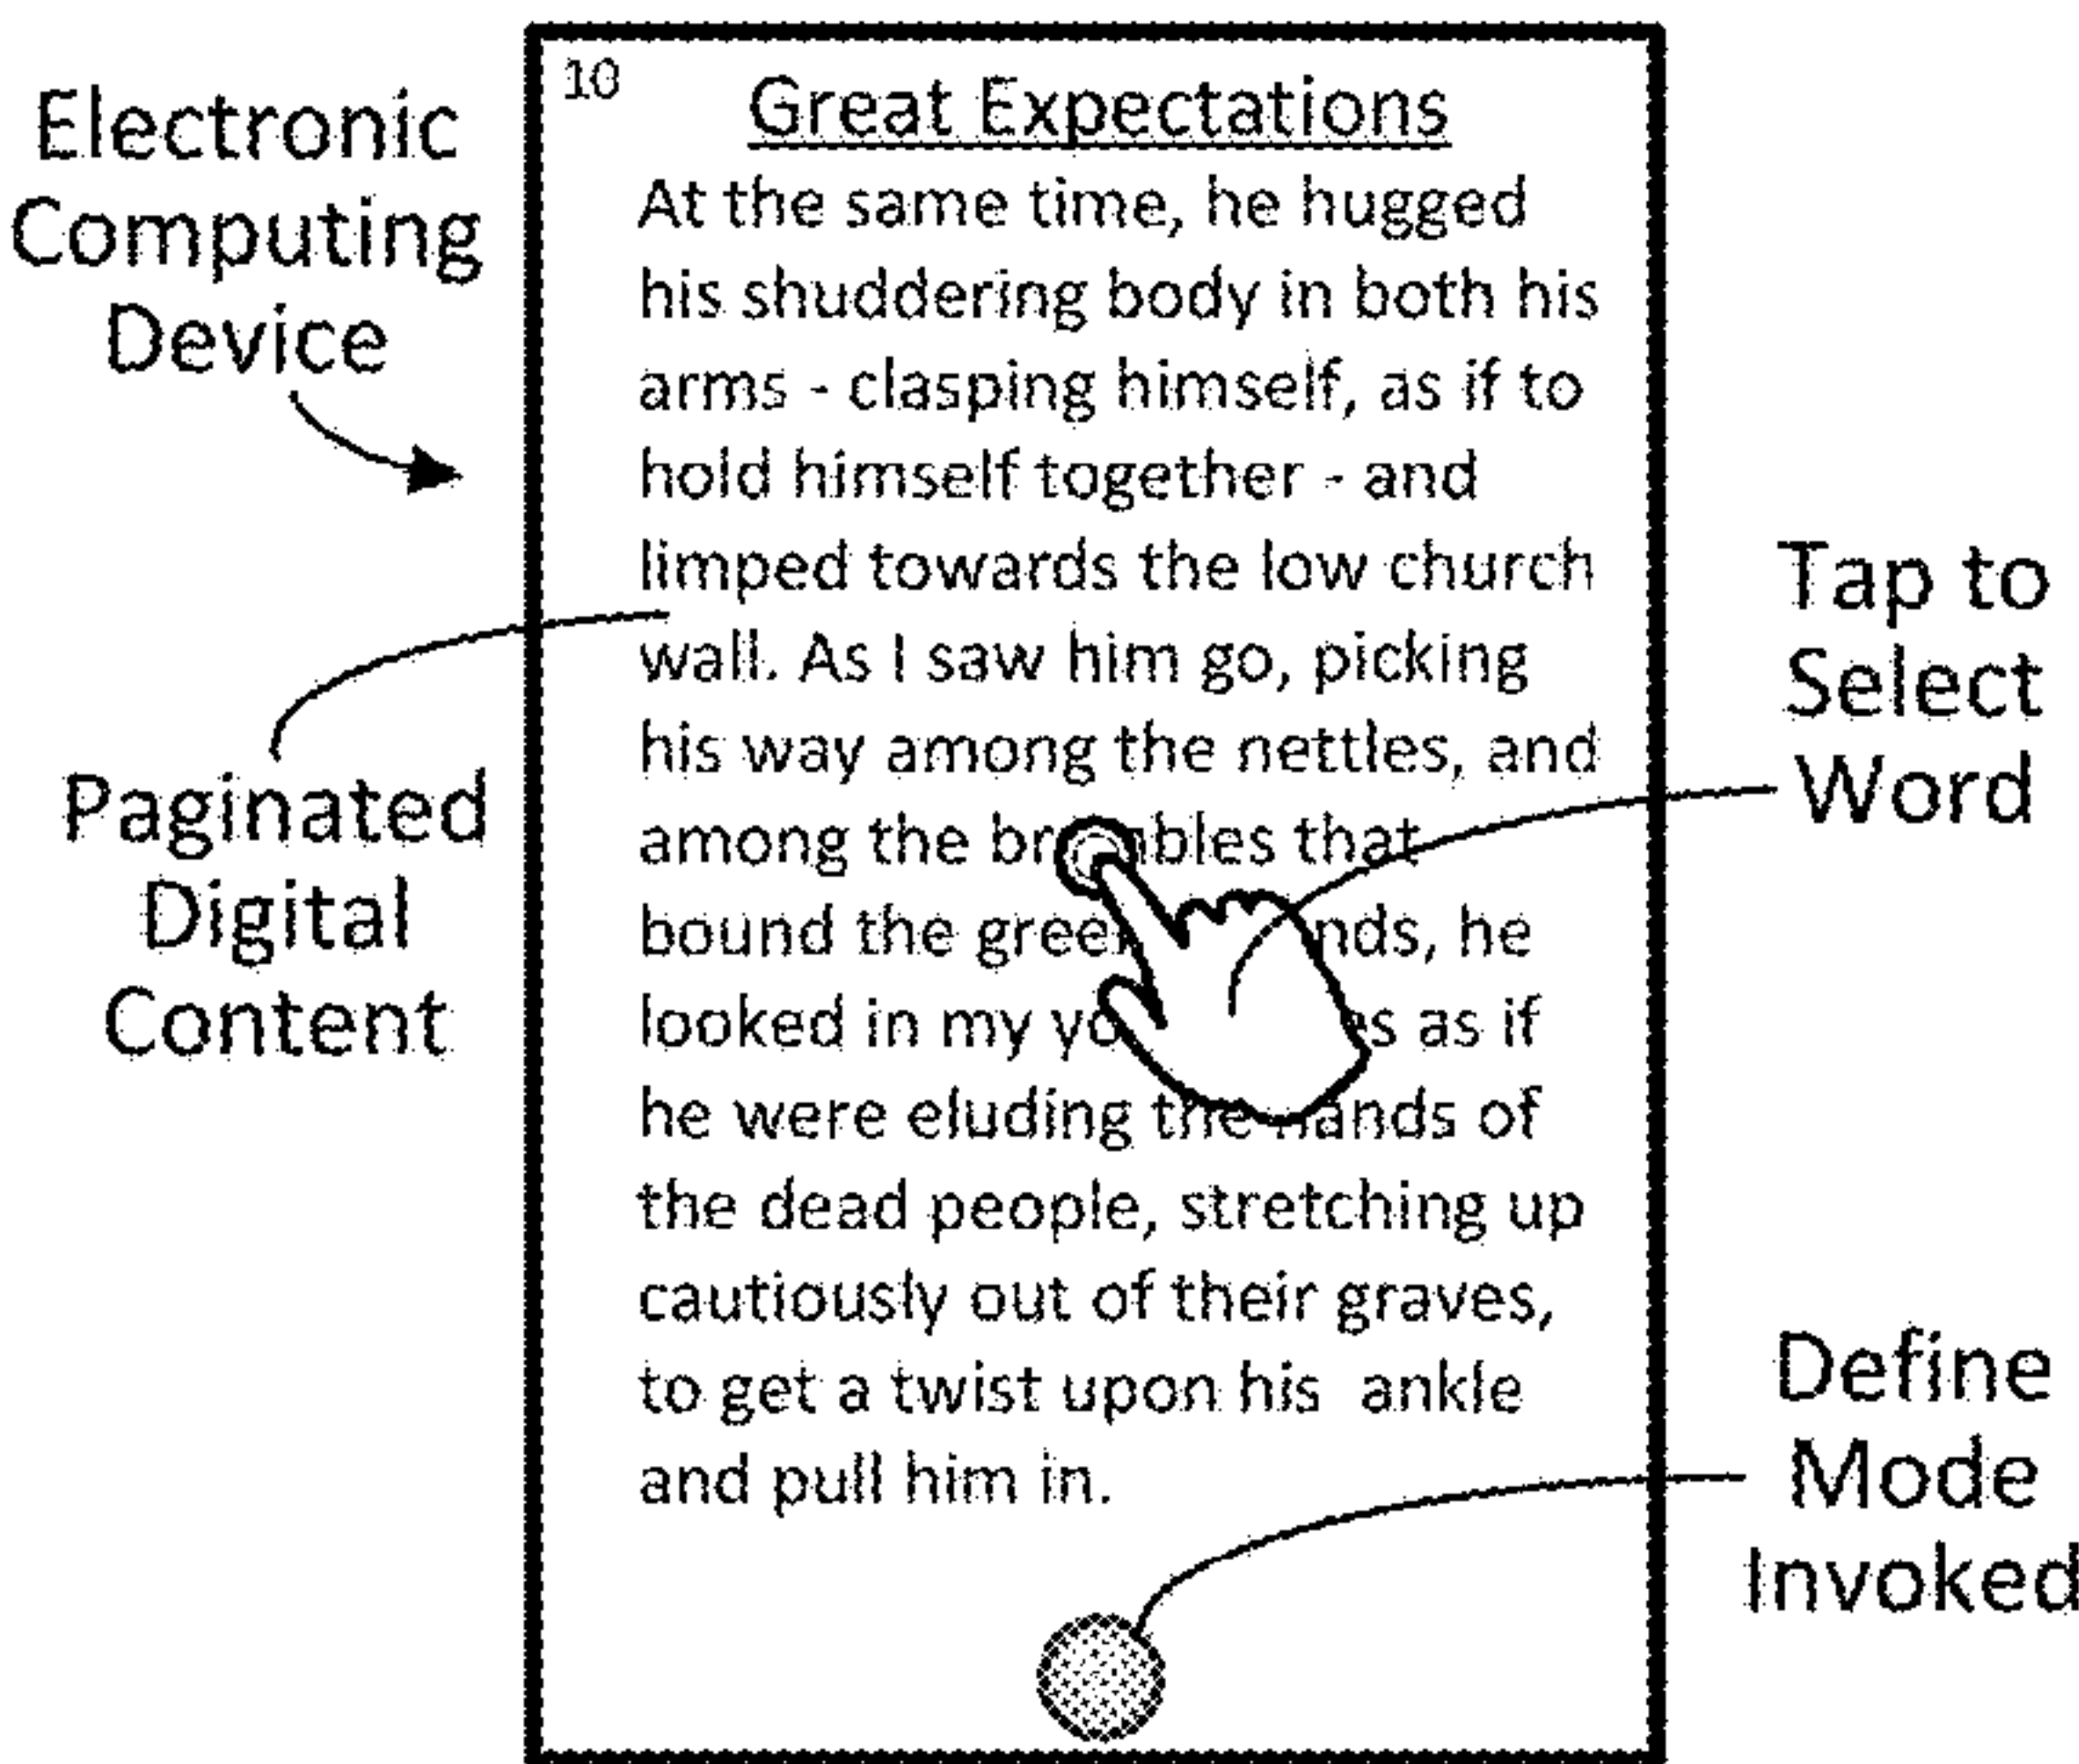 Electronic
Computing
Device
Paginated
Digital
Content
10
Great Expectations
At the same time, he hugged
his shuddering body in both his
arms - clasping himself, as if to
hold himself together - and
limped towards the low church
wall. As I saw him go, picking
his way among the nettles, and
among the brambles that
bound the green nds, he
looked in my yo es as if
he were eluding the hands of
the dead people, stretching up
cautiously out of their graves,
to get a twist upon his ankle
and pull him in.
Tap to
Select
Word
Define
Mode
Invoked